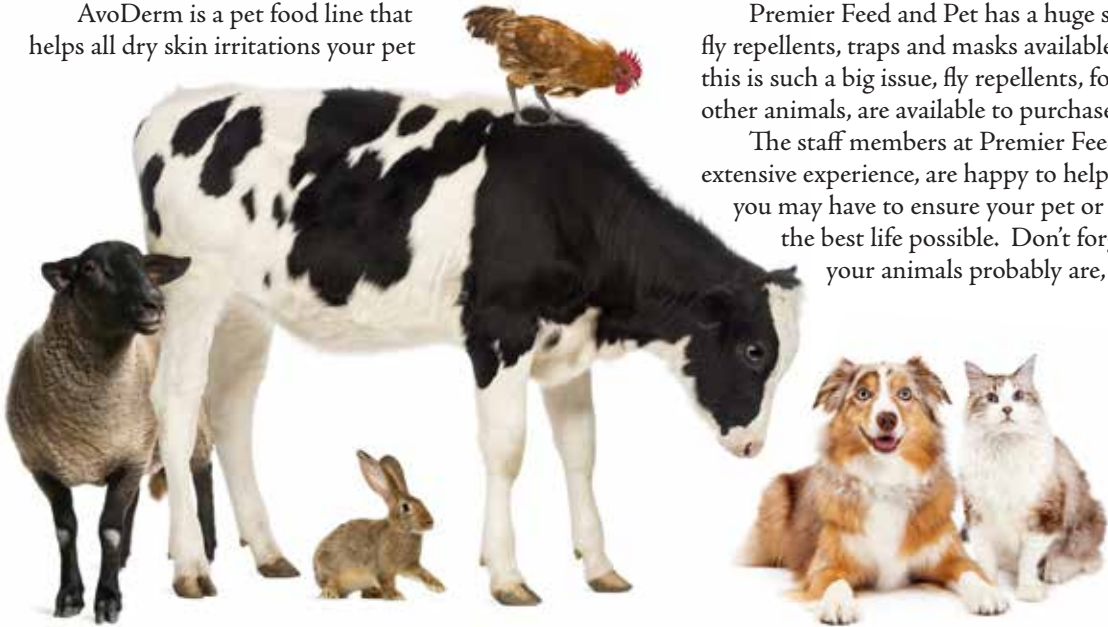 AvoDerm is a pet food line that
helps all dry skin irritations your pet
Premier Feed and Pet has a huge s
fly repellents, traps and masks available
this is such a big issue, fly repellents, fo
other animals, are available to purchase
The staff members at Premier Fee
extensive experience, are happy to help
you may have to ensure your pet or
the best life possible. Don't forg
your animals probably are,